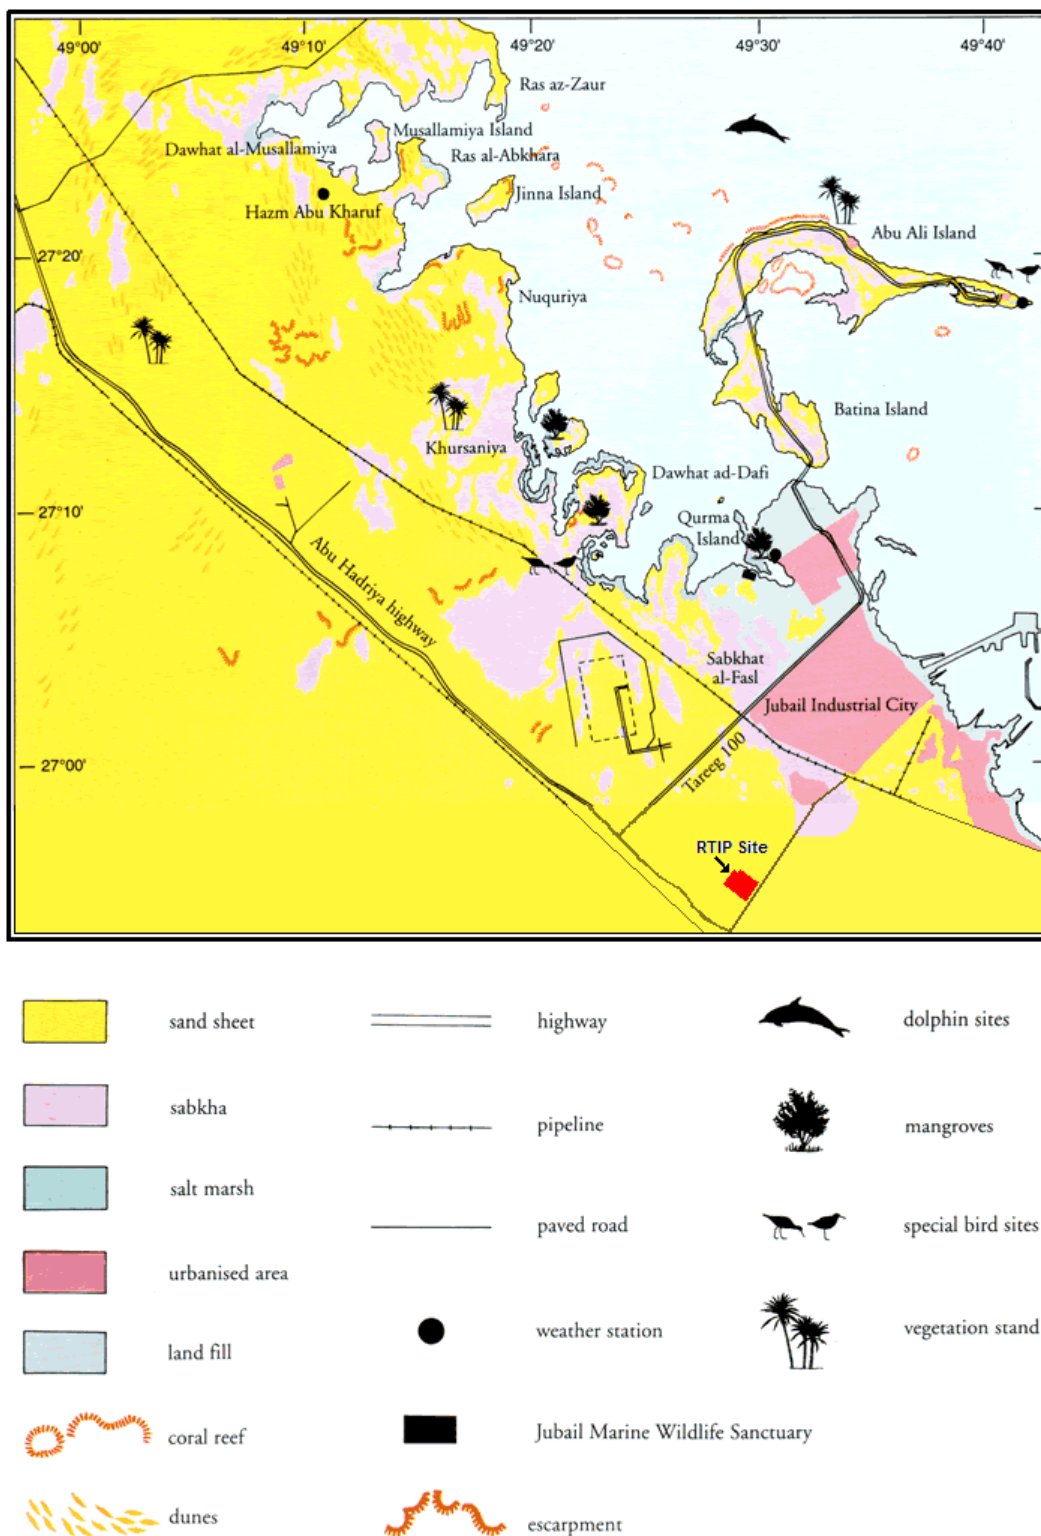 49°00'
49°10'
49°20'
49°30'
49°40'
Ras az-Zaur
Musallamiya Island
Dawhat al-Musallamiya
Ras al-Abkhara
Jinna Island
Hazm Abu Kharuf
Abu Ali Island
27°20'
Nuquriya
Batina Island
Khursaniya
Dawhat ad-Dafi
27°10'
Qurma
Island
Abu Hadriya highway
Sabkhat
al-Fasl
Jubail Industrial City
27°00'
Tareeg 100
RTIP Site
sand sheet
highway
dolphin sites
sabkha
pipeline
mangroves
salt marsh
paved road
special bird sites
urbanised area
weather station
vegetation stand
land fill
coral reef
Jubail Marine Wildlife Sanctuary
dunes
escarpment